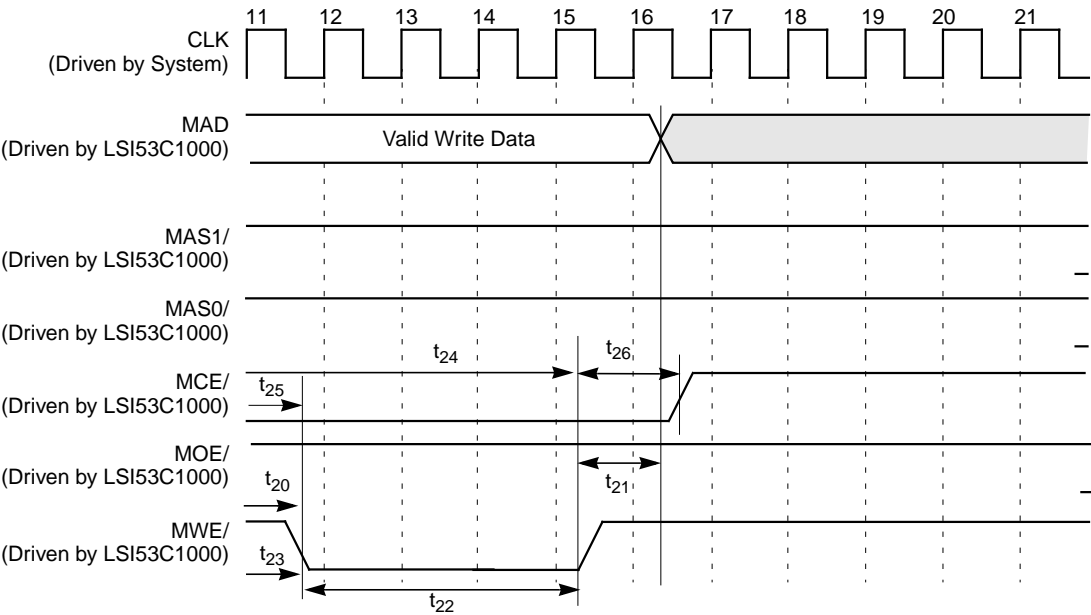 11 12 13 14 15 16 17 18 19 20 21
CLK
(Driven by System)
MAD
(Driven by LSI53C1000)
Valid Write Data
MAS1/
(Driven by LSI53C1000)
MAS0/
(Driven by LSI53C1000)
t24
t26
MCE/
(Driven by LSI53C1000)
t25
MOE/
(Driven by LSI53C1000)
t21
t20
MWE/
(Driven by LSI53C1000)
t23
t22